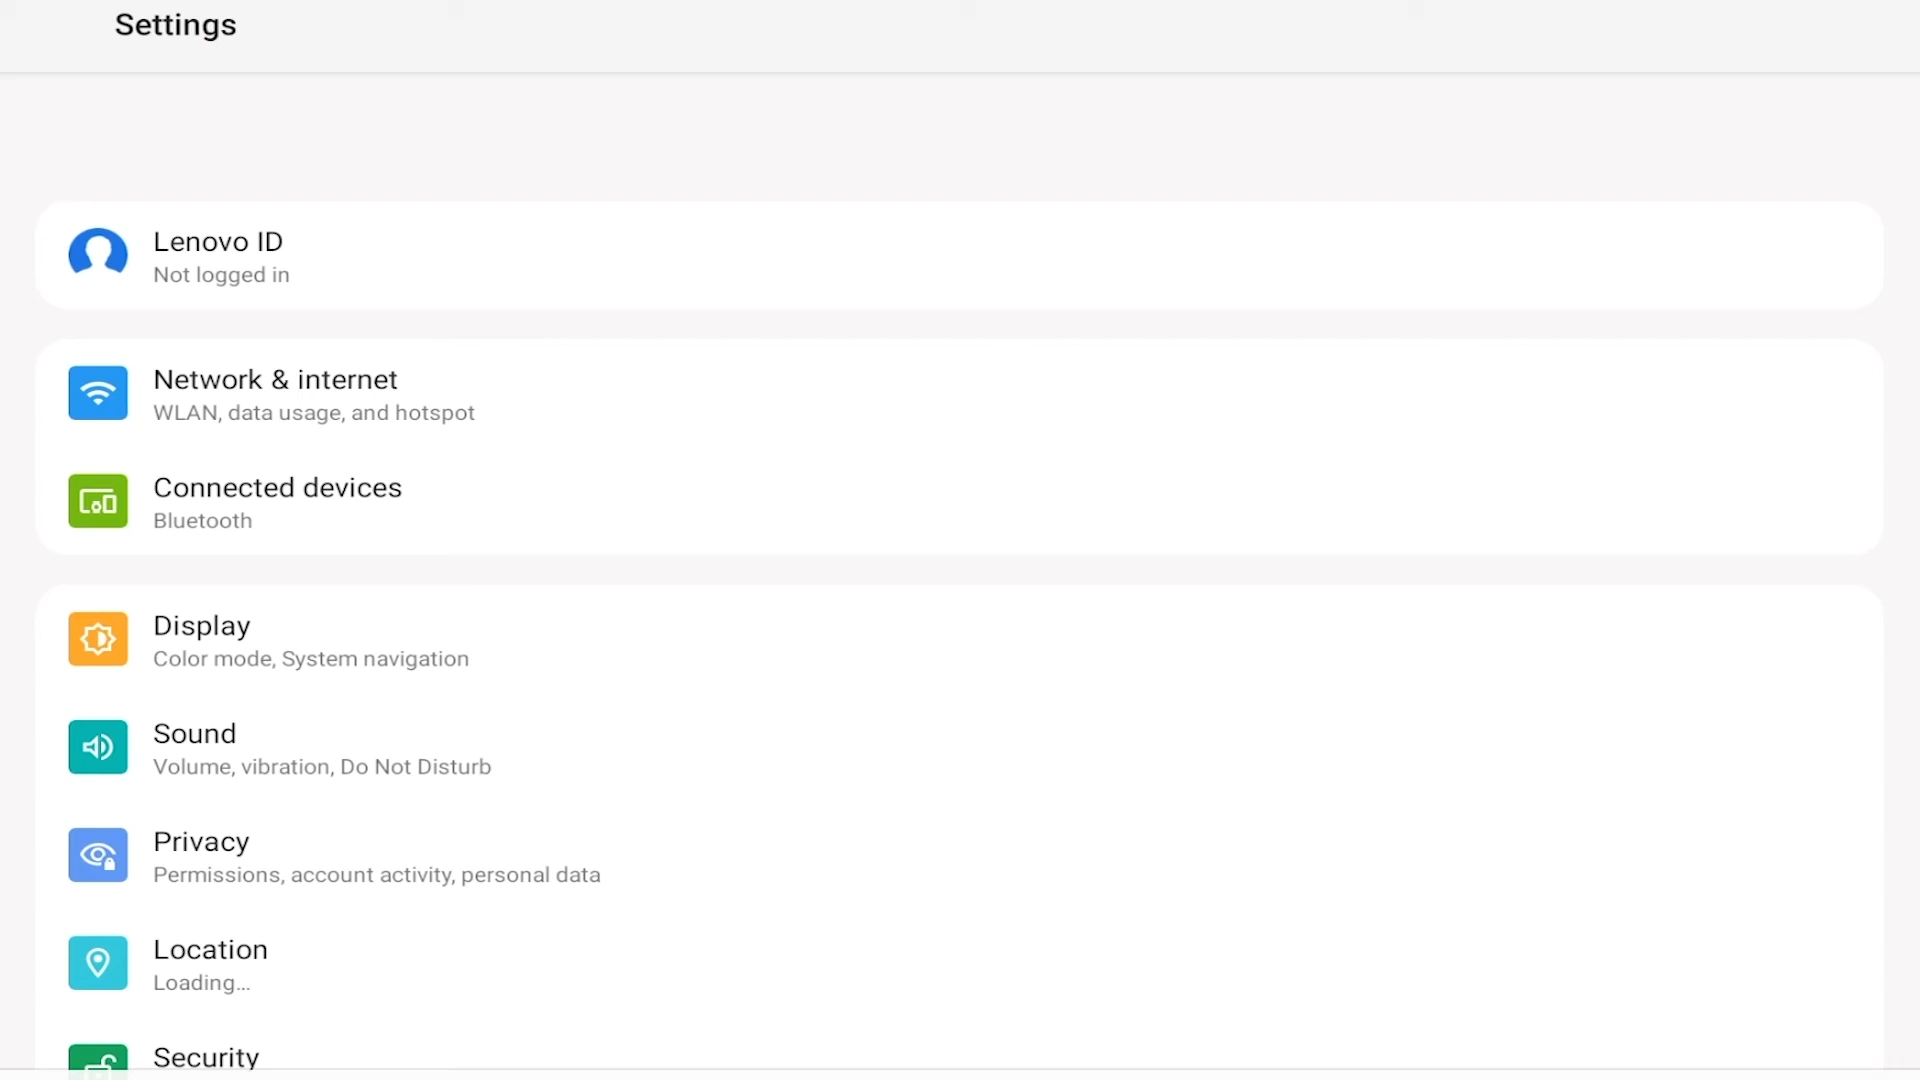 Settings
Lenovo ID
Not logged in
Network & internet
WLAN, data usage, and hotspot
Connected devices
Bluetooth
Display
Color mode, System navigation
Sound
Volume, vibration, Do Not Disturb
Privacy
Permissions, account activity, personal data
Location
Loading...
Security